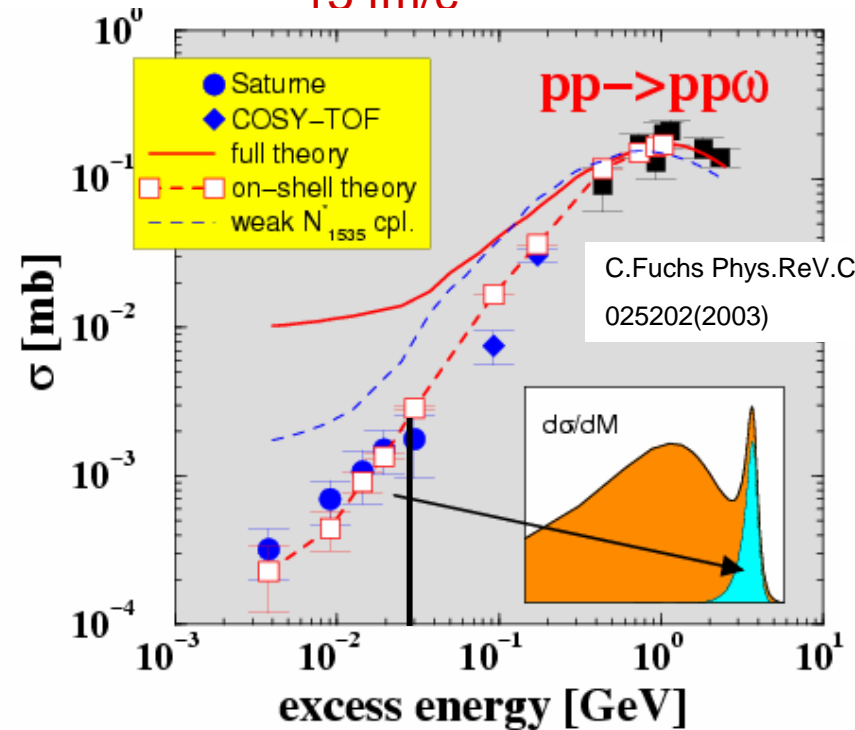 15 fm/c
10⁰
Saturne
COSY−TOF
full theory
on−shell theory
weak N*₁₅₃₅ cpl.
pp−>ppω
10⁻¹
C.Fuchs Phys.ReV.C
025202(2003)
10⁻²
σ [mb]
dσ/dM
10⁻³
10⁻⁴
10⁻³ 10⁻² 10⁻¹ 10⁰ 10¹
excess energy [GeV]